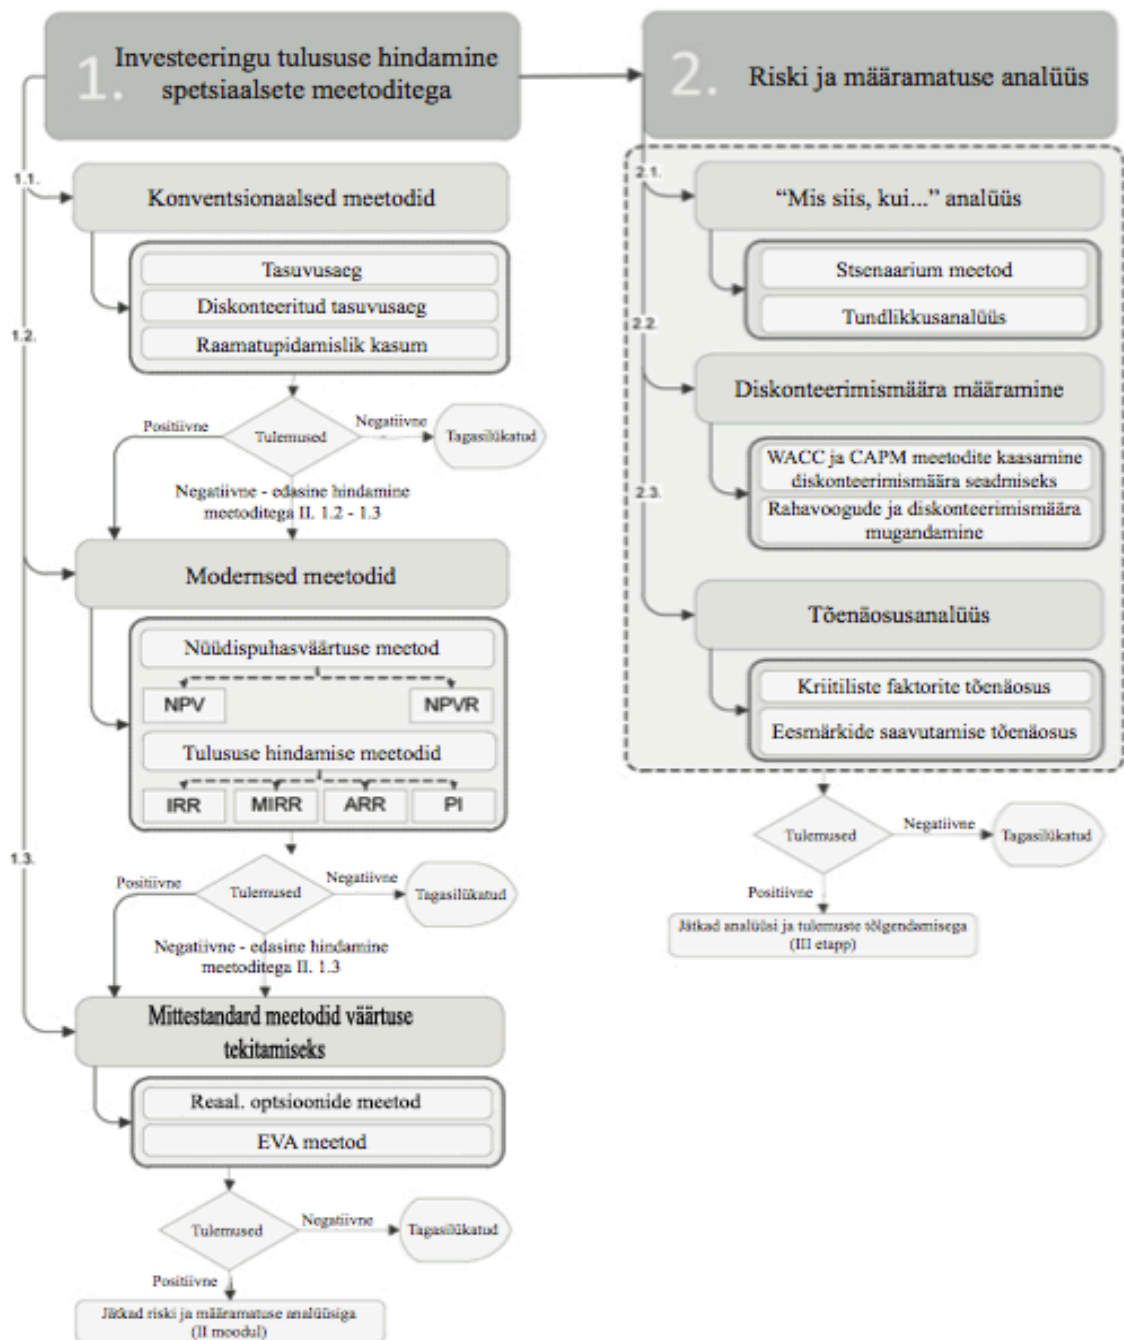 1.
Investeeringu tulususe hindamine
spetsiaalsete meetoditega
1.1.
Konventsionaalsed meetodid
Tasuvusaeg
Diskonteeritud tasuvusaeg
Raamatupidamislik kasum
1.2.
Positiivne
Tulemused
Negatiivne
Tagasilükatud
Negatiivne - edasine hindamine
meetoditega II. 1.2 - 1.3
Modernsed meetodid
Nüüdispuhasväärtuse meetod
NPV
NPVR
Tulususe hindamise meetodid
IRR
MIRR
ARR
PI
1.3.
Positiivne
Tulemused
Negatiivne
Tagasilükatud
Negatiivne - edasine hindamine
meetoditega II. 1.3
Mittestandard meetodid väärtuse
tekitamiseks
Reaal. optsioonide meetod
EVA meetod
Tulemused
Negatiivne
Tagasilükatud
Positiivne
Jätkad riski ja määramatuse analüüsiga
(II moodul)
2.
Riski ja määramatuse analüüs
2.1.
“Mis siis, kui...” analüüs
Stsenaarium meetod
Tundlikkusanalüüs
2.2.
Diskonteerimismäära määramine
WACC ja CAPM meetodite kaasamine
diskonteerimismäära seadmiseks
Rahavoogude ja diskonteerimismäära
mugandamine
2.3.
Tõenäosusanalüüs
Kriitiliste faktorite tõenäosus
Eesmärkide saavutamise tõenäosus
Tulemused
Negatiivne
Tagasilükatud
Positiivne
Jätkad analüüsi ja tulemuste tõlgendamisega
(III etapp)